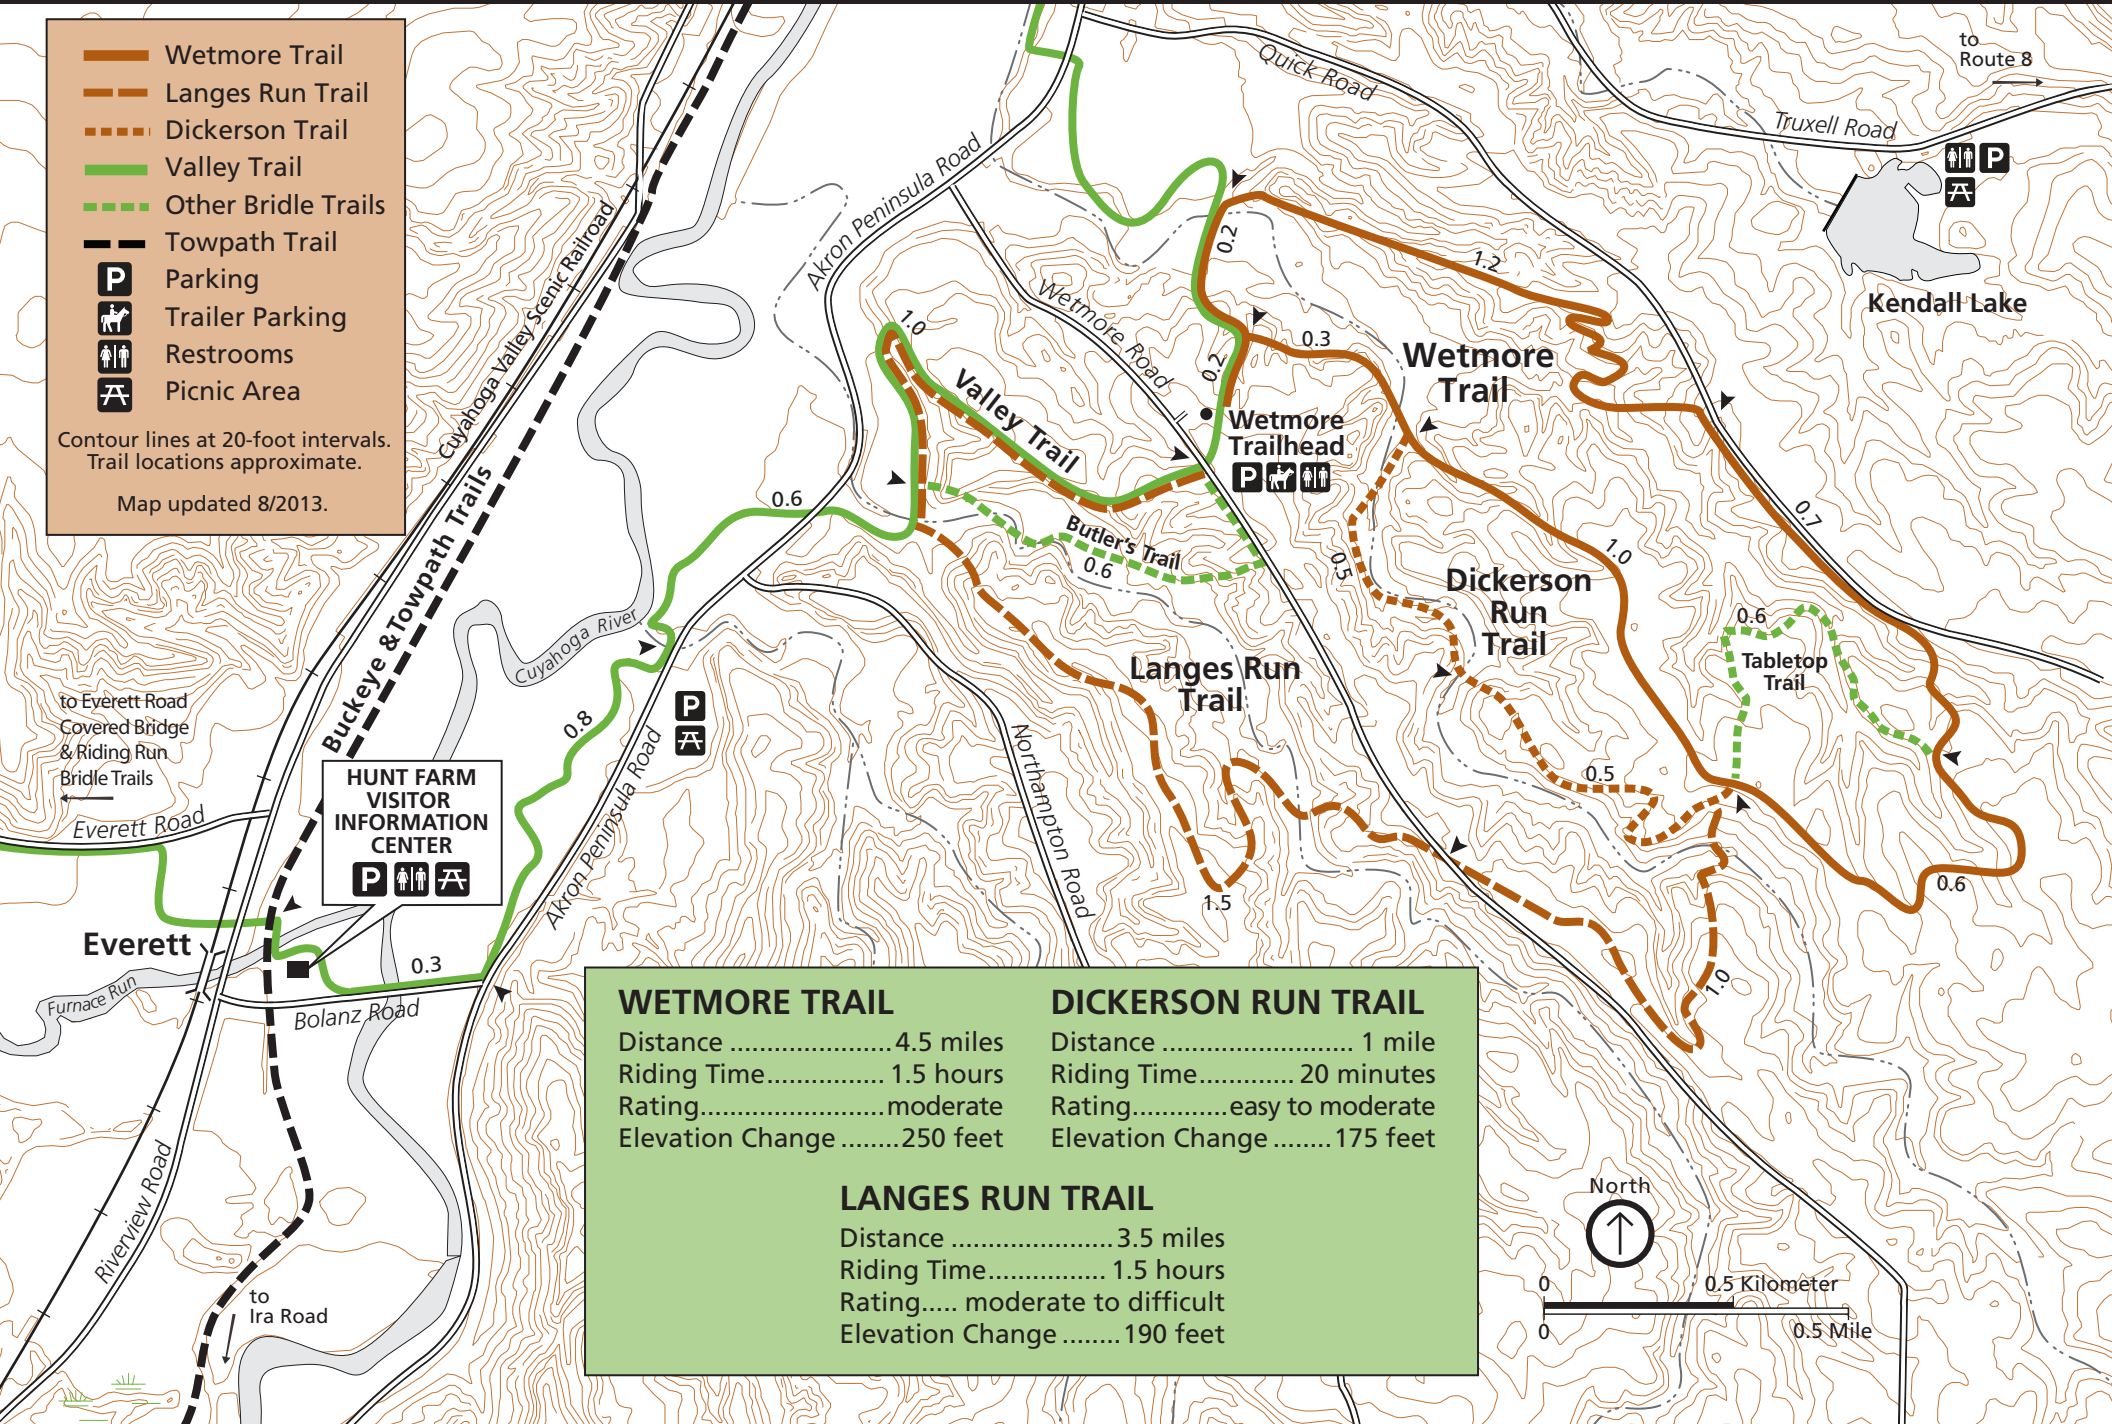 Wetmore Trail
Langes Run Trail
Dickerson Trail
Valley Trail
Other Bridle Trails
Towpath Trail
P
Parking
Trailer Parking
Restrooms
Picnic Area
Contour lines at 20-foot intervals.
Trail locations approximate.
Map updated 8/2013.
to
Route 8
Quick Road
Truxell Road
P
Kendall Lake
Akron Peninsula Road
Cuyahoga Valley Scenic Railroad
Wetmore Road
0.2
1.2
0.3
0.2
1.0
Wetmore
Trail
Valley Trail
Wetmore
Trailhead
P
0.6
Butler's Trail
0.6
0.5
1.0
0.7
Dickerson
Run
Trail
0.6
Tabletop
Trail
Buckeye & Towpath Trails
Cuyahoga River
Langes Run
Trail
0.8
P
Akron Peninsula Road
Northampton Road
0.5
1.5
0.6
1.0
to Everett Road
Covered Bridge
& Riding Run
Bridle Trails
Everett Road
HUNT FARM
VISITOR
INFORMATION
CENTER
P
Everett
0.3
Furnace Run
Bolanz Road
Riverview Road
to
Ira Road
WETMORE TRAIL
Distance ......................4.5 miles
Riding Time................ 1.5 hours
Rating.........................moderate
Elevation Change ........250 feet
DICKERSON RUN TRAIL
Distance .......................... 1 mile
Riding Time............. 20 minutes
Rating.............easy to moderate
Elevation Change ........175 feet
LANGES RUN TRAIL
Distance ......................3.5 miles
Riding Time................ 1.5 hours
Rating..... moderate to difficult
Elevation Change ........190 feet
North
0
0.5 Kilometer
0
0.5 Mile